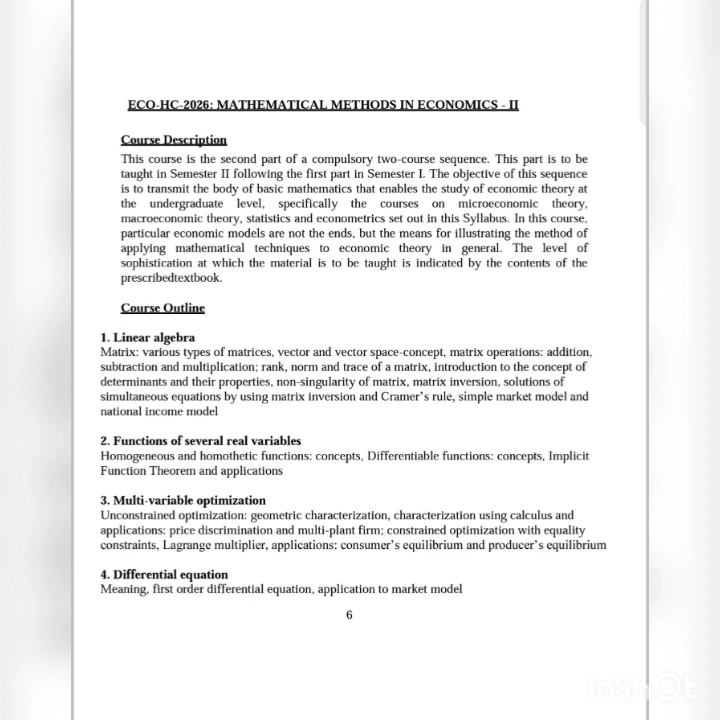 ECO-HC-2026: MATHEMATICAL METHODS IN ECONOMICS - II
Course Description
This course is the second part of a compulsory two-course sequence. This part is to be
taught in Semester II following the first part in Semester I. The objective of this sequence
is to transmit the body of basic mathematics that enables the study of economic theory at
the undergraduate level, specifically the courses on microeconomic theory,
macroeconomic theory, statistics and econometrics set out in this Syllabus. In this course,
particular economic models are not the ends, but the means for illustrating the method of
applying mathematical techniques to economic theory in general. The level of
sophistication at which the material is to be taught is indicated by the contents of the
prescribedtextbook.
Course Outline
1. Linear algebra
Matrix: various types of matrices, vector and vector space-concept, matrix operations: addition,
subtraction and multiplication; rank, norm and trace of a matrix, introduction to the concept of
determinants and their properties, non-singularity of matrix, matrix inversion, solutions of
simultaneous equations by using matrix inversion and Cramer's rule, simple market model and
national income model
2. Functions of several real variables
Homogeneous and homothetic functions: concepts, Differentiable functions: concepts, Implicit
Function Theorem and applications
3. Multi-variable optimization
Unconstrained optimization: geometric characterization, characterization using calculus and
applications: price discrimination and multi-plant firm; constrained optimization with equality
constraints, Lagrange multiplier, applications: consumer's equilibrium and producer's equilibrium
4. Differential equation
Meaning, first order differential equation, application to market model
6
InShOt